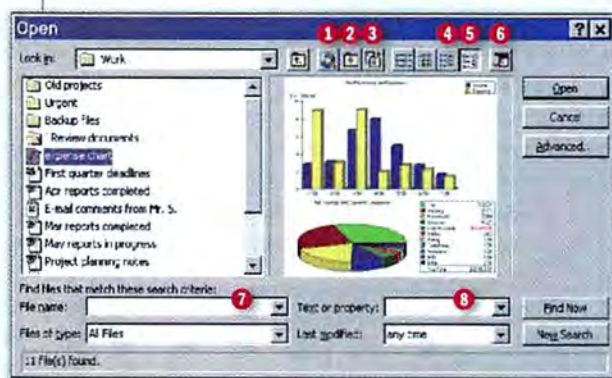 Open
1 2 3 4 5 6
Look in: Work
Open
Cancel
Advanced...
Old projects
Urgent
Backup files
Review documents
expense chart
First quarter deadlines
Apr reports completed
E-mail comments from Mr. S.
Mar reports completed
May reports in progress
Project planning notes
Find files that match these search criteria:
File name: 7
Text or property: 8
Find Now
Files of type: All Files
Last modified: any time
New Search
11 file(s) found.